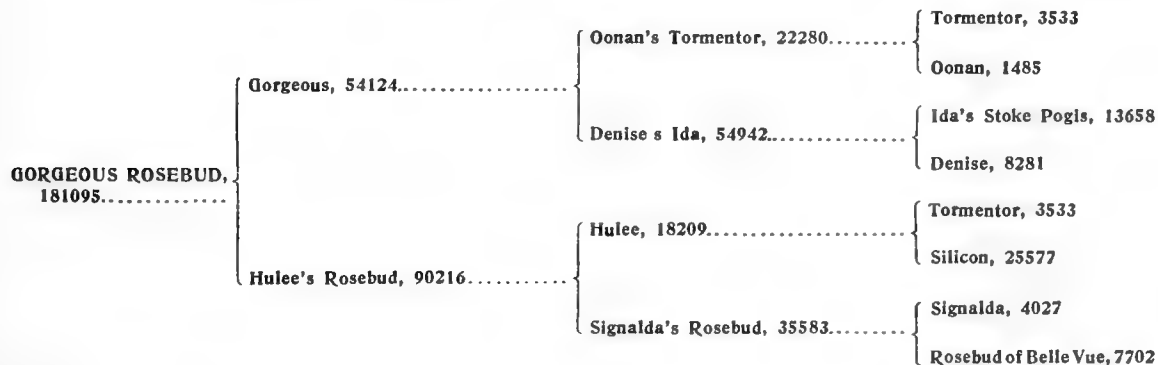 Tormentor, 3533
Oonan's Tormentor, 22280
Oonan, 1485
Gorgeous, 54124
Ida's Stoke Pogis, 13658
Denise s Ida, 54942
Denise, 8281
GORGEOUS ROSEBUD,
181095
Tormentor, 3533
Hulee, 18209
Silicon, 25577
Hulee's Rosebud, 90216
Signalda, 4027
Signalda's Rosebud, 35583
Rosebud of Belle Vue, 7702